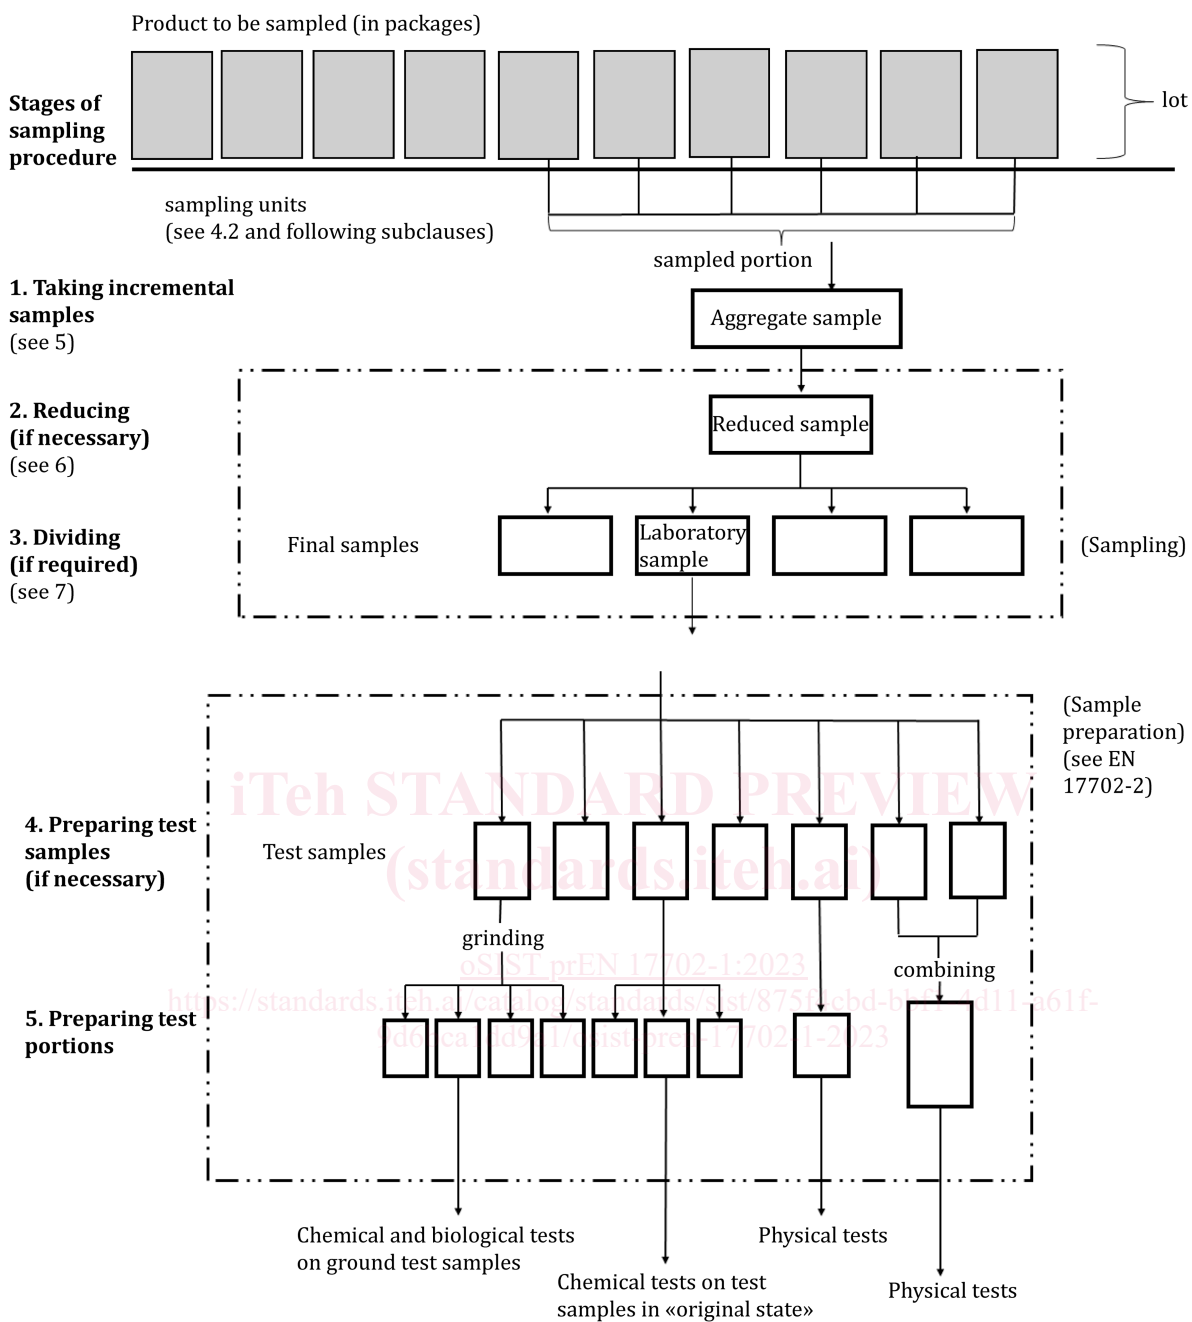 Product to be sampled (in packages)
Stages of
sampling
procedure
lot
sampling units
(see 4.2 and following subclauses)
sampled portion
1. Taking incremental
samples
(see 5)
Aggregate sample
2. Reducing
(if necessary)
(see 6)
Reduced sample
3. Dividing
(if required)
(see 7)
Final samples
Laboratory
sample
(Sampling)
(Sample
preparation)
(see EN
17702-2)
iTeh STANDARD PREVIEW
(standards.iteh.ai)
4. Preparing test
samples
(if necessary)
Test samples
grinding
combining
oSIST prEN 17702-1:2023
5. Preparing test
portions
Chemical and biological tests
on ground test samples
Chemical tests on test
samples in «original state»
Physical tests
Physical tests